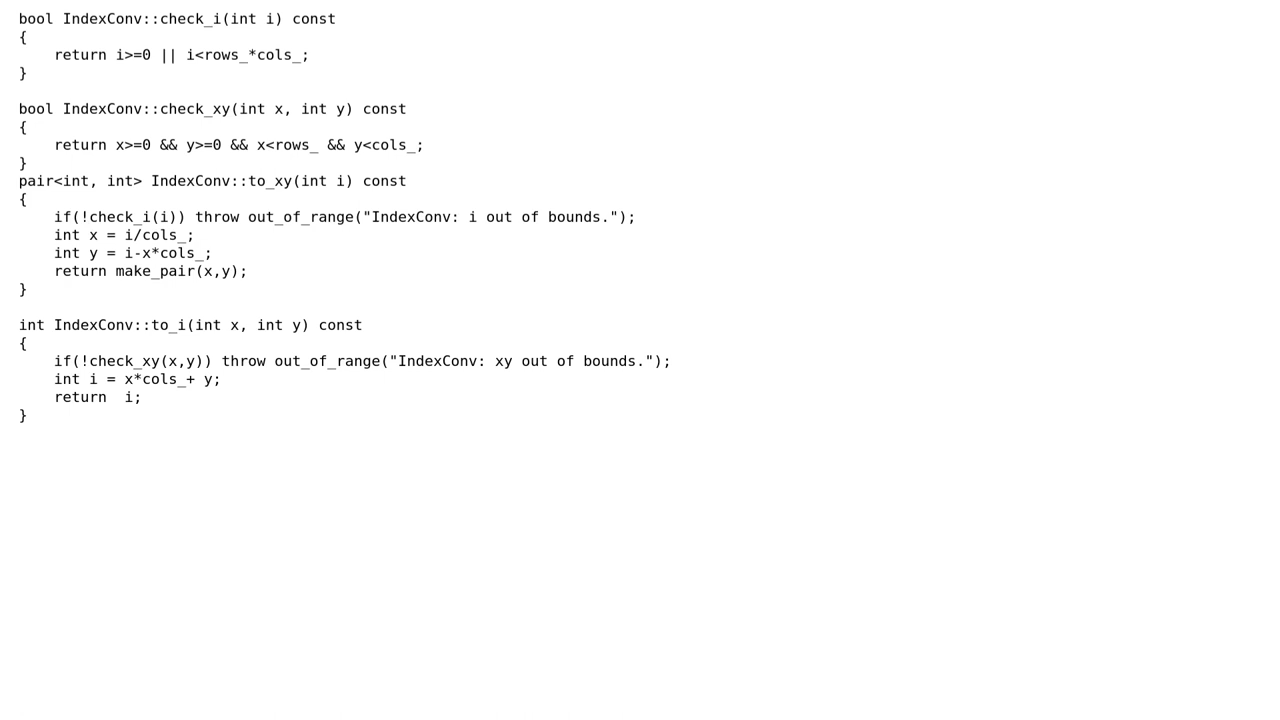 bool IndexConv::check_i(int i) const
{
    return i>=0 || i<rows_*cols_;
}

bool IndexConv::check_xy(int x, int y) const
{
    return x>=0 && y>=0 && x<rows_ && y<cols_;
}
pair<int, int> IndexConv::to_xy(int i) const
{
    if(!check_i(i)) throw out_of_range("IndexConv: i out of bounds.");
    int x = i/cols_;
    int y = i-x*cols_;
    return make_pair(x,y);
}

int IndexConv::to_i(int x, int y) const
{
    if(!check_xy(x,y)) throw out_of_range("IndexConv: xy out of bounds.");
    int i = x*cols_+ y;
    return  i;
}